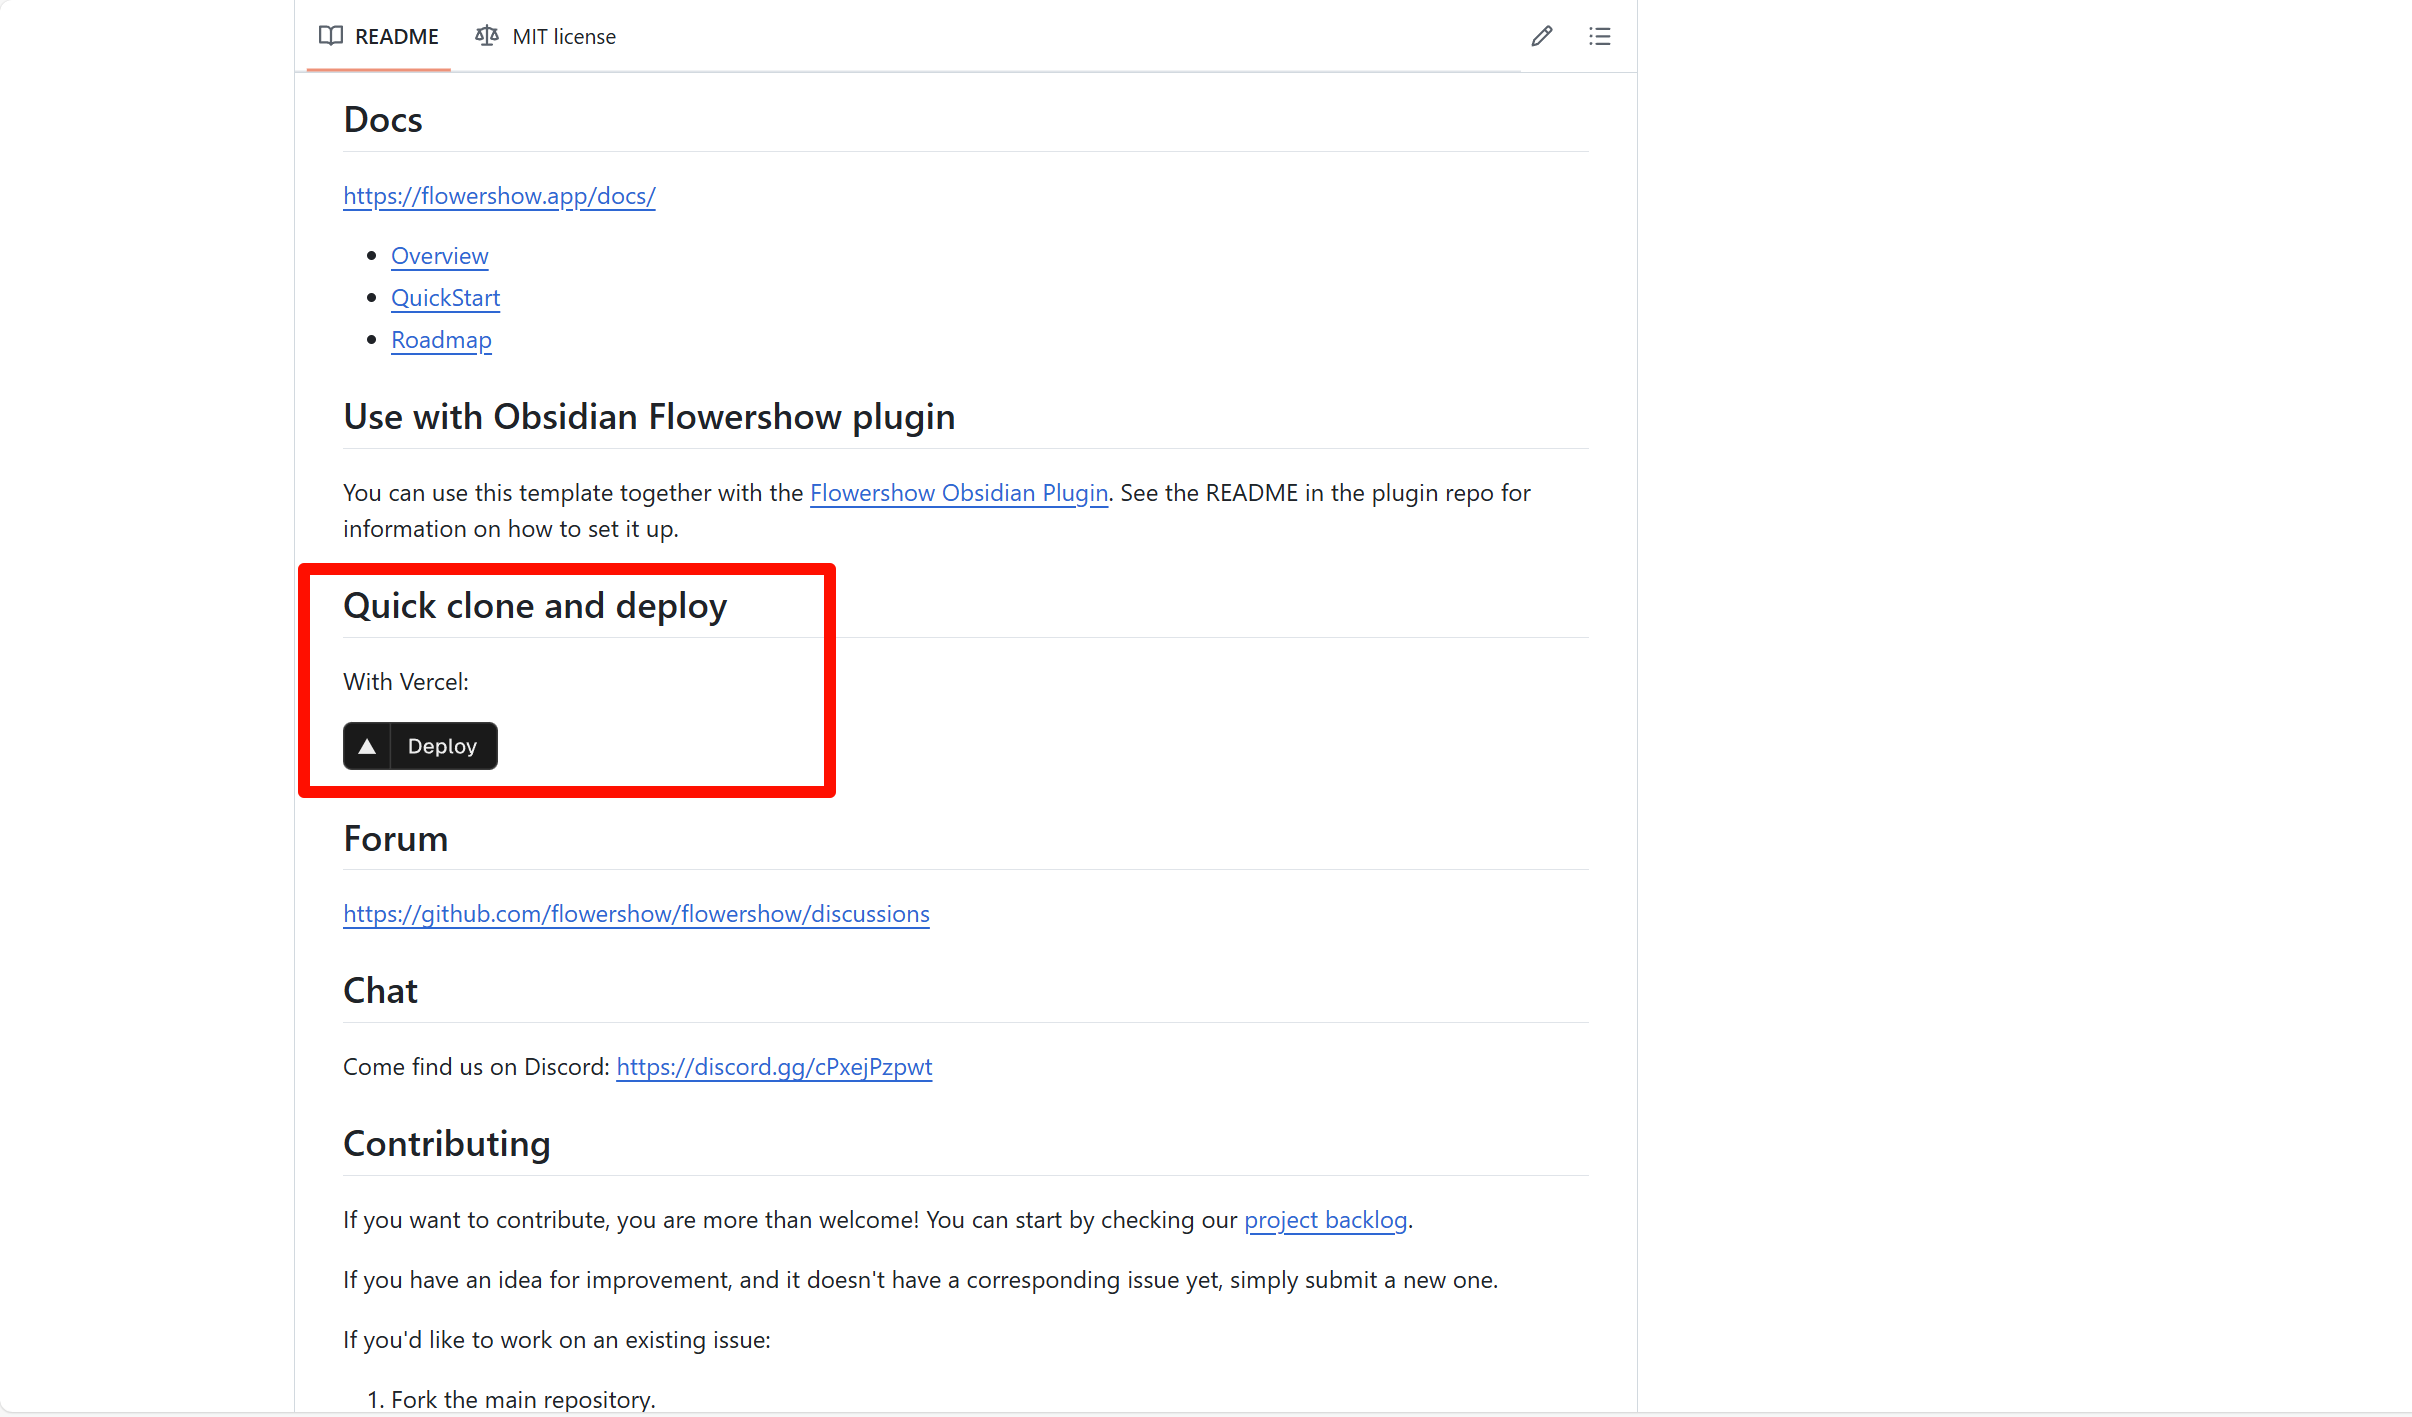 README MIT license
Docs
https://flowershow.app/docs/
Overview
QuickStart
Roadmap
Use with Obsidian Flowershow plugin
You can use this template together with the Flowershow Obsidian Plugin. See the README in the plugin repo for
information on how to set it up.
Quick clone and deploy
With Vercel:
Deploy
Forum
https://github.com/flowershow/flowershow/discussions
Chat
Come find us on Discord: https://discord.gg/cPxejPzpwt
Contributing
If you want to contribute, you are more than welcome! You can start by checking our project backlog.
If you have an idea for improvement, and it doesn't have a corresponding issue yet, simply submit a new one.
If you'd like to work on an existing issue:
1. Fork the main repository.